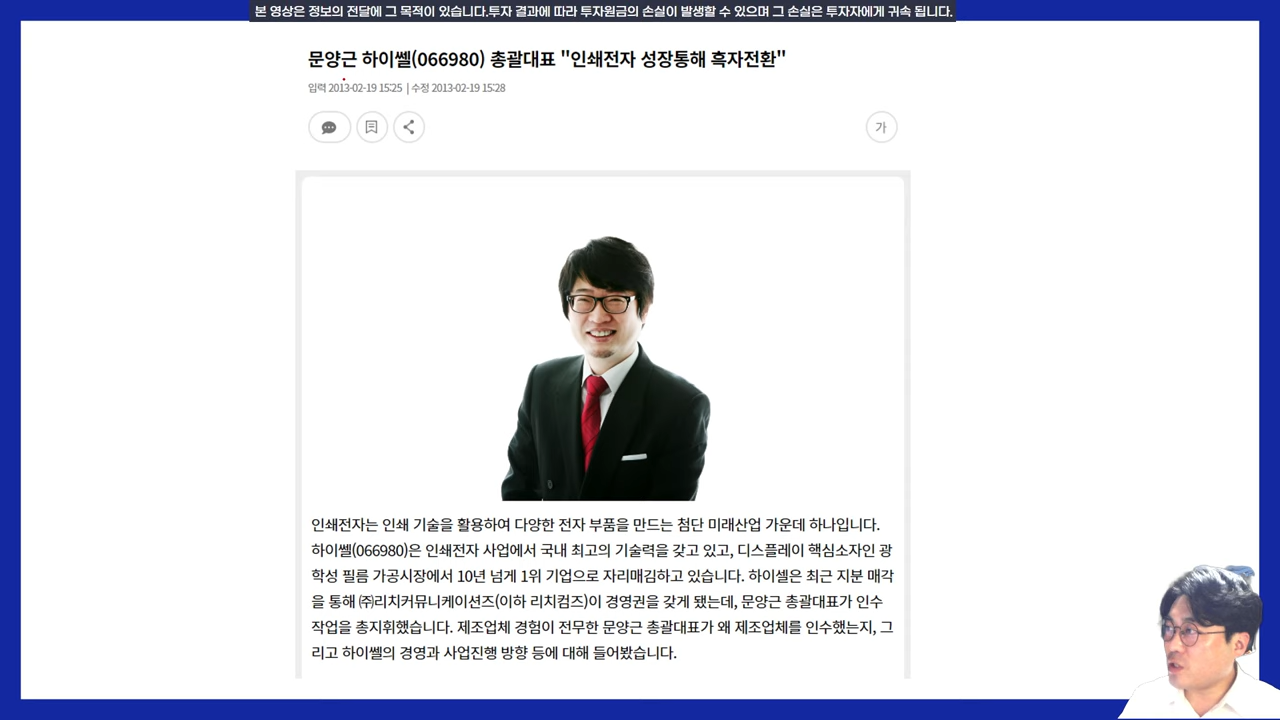 본 영상은 정보의 전달에 그 목적이 있습니다.투자 결과에 따라 투자원금의 손실이 발생할 수 있으며 그 손실은 투자자에게 귀속 됩니다.
문양근 하이쎌(066980) 총괄대표 "인쇄전자 성장통해 흑자전환"
입력 2013-02-19 15:25 | 수정 2013-02-19 15:28
가
인쇄전자는 인쇄 기술을 활용하여 다양한 전자 부품을 만드는 첨단 미래산업 가운데 하나입니다.
하이쎌(066980)은 인쇄전자 사업에서 국내 최고의 기술력을 갖고 있고, 디스플레이 핵심소자인 광
학성 필름 가공시장에서 10년 넘게 1위 기업으로 자리매김하고 있습니다. 하이셀은 최근 지분 매각
을 통해 ㈜리치커뮤니케이션즈(이하 리치컴즈)이 경영권을 갖게 됐는데, 문양근 총괄대표가 인수
작업을 총지휘했습니다. 제조업체 경험이 전무한 문양근 총괄대표가 왜 제조업체를 인수했는지, 그
리고 하이쎌의 경영과 사업진행 방향 등에 대해 들어봤습니다.